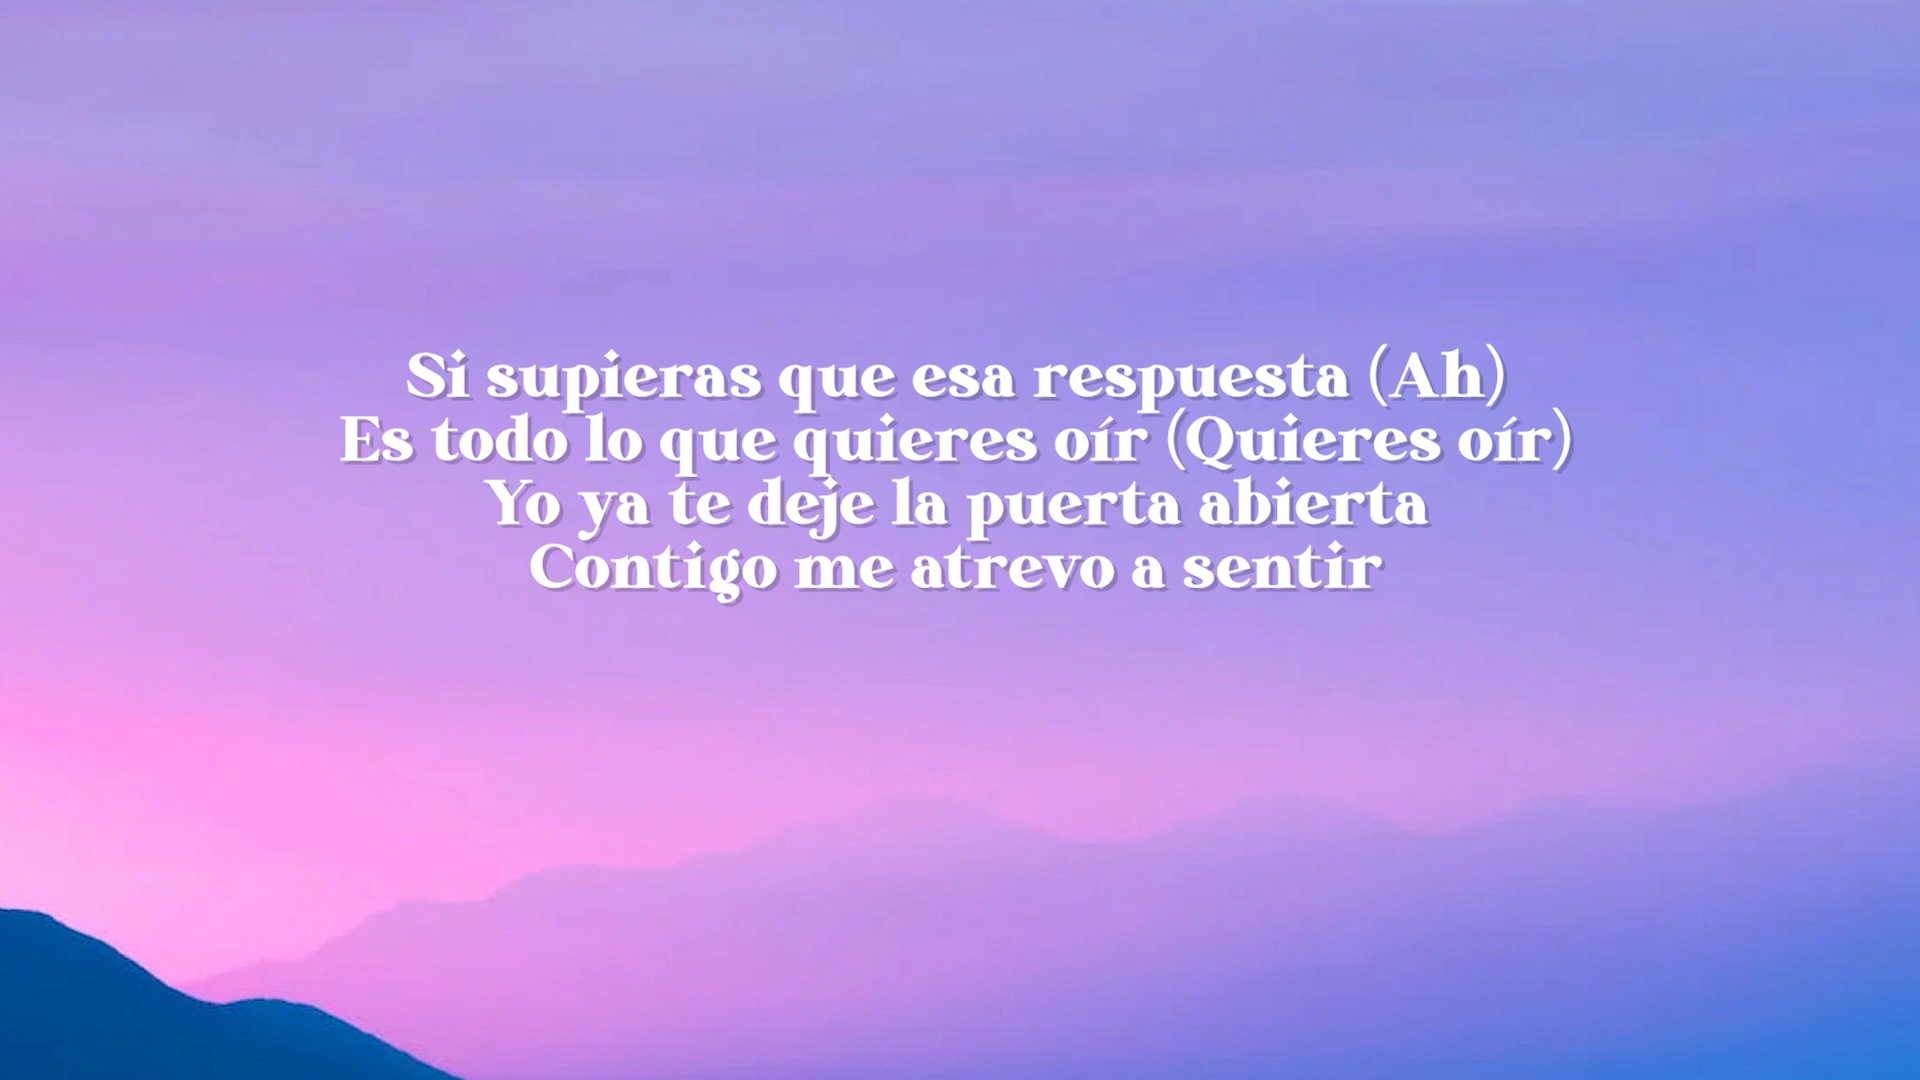 Si supieras que esa respuesta (Ah)
Es todo lo que quieres oír (Quieres oír)
Yo ya te deje la puerta abierta
Contigo me atrevo a sentir